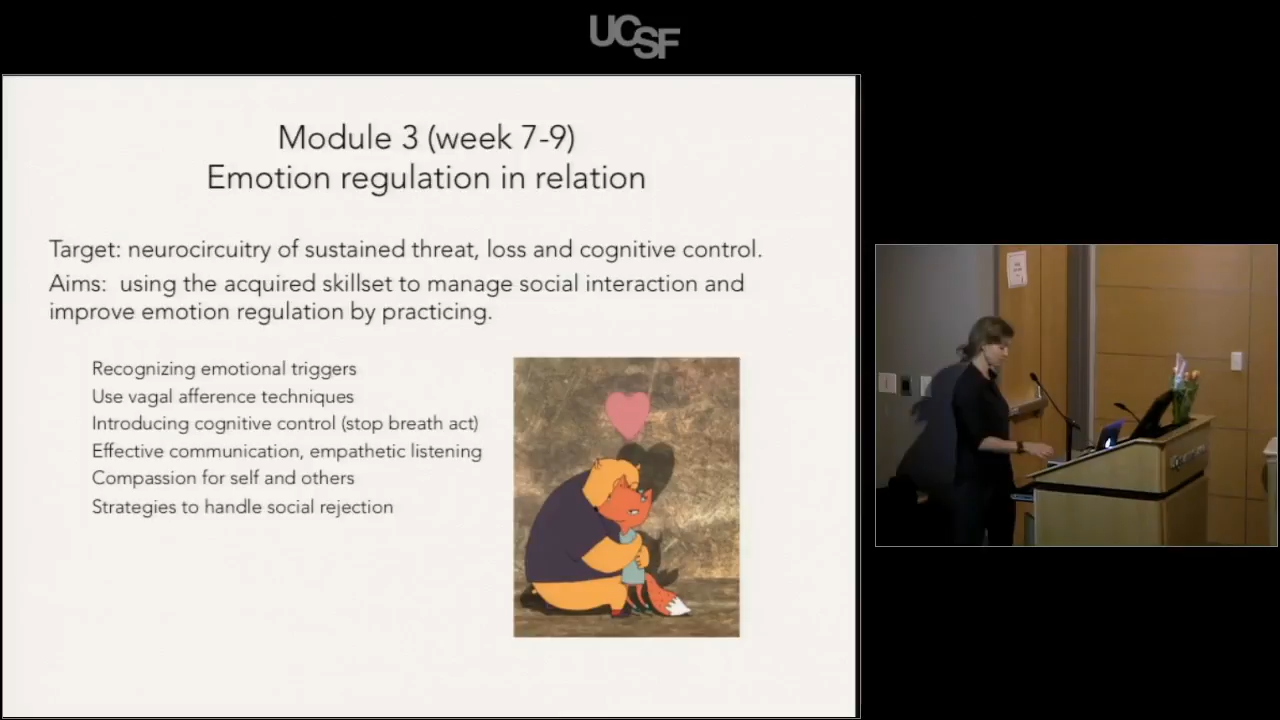 UCSF
Module 3 (week 7-9)
Emotion regulation in relation
Target: neurocircuitry of sustained threat, loss and cognitive control.
Aims:  using the acquired skillset to manage social interaction and
improve emotion regulation by practicing.
Recognizing emotional triggers
Use vagal afference techniques
Introducing cognitive control (stop breath act)
Effective communication, empathetic listening
Compassion for self and others
Strategies to handle social rejection